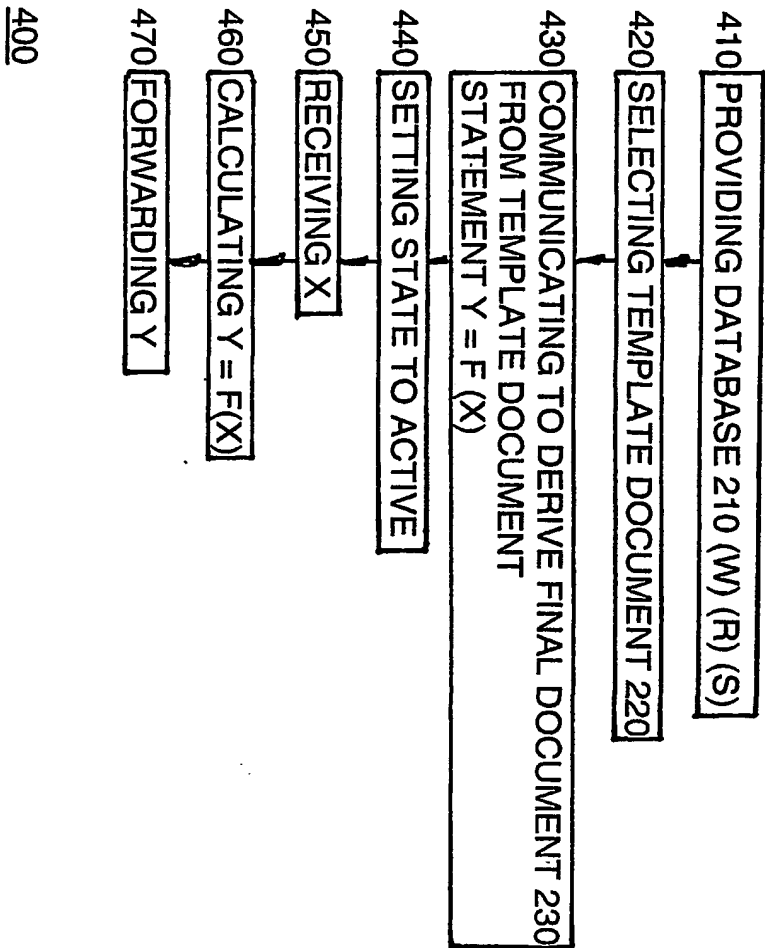 410 PROVIDING DATABASE 210 (W) (R) (S)
420 SELECTING TEMPLATE DOCUMENT 220
430 COMMUNICATING TO DERIVE FINAL DOCUMENT 230
FROM TEMPLATE DOCUMENT
STATEMENT Y = F (X)
440 SETTING STATE TO ACTIVE
450 RECEIVING X
460 CALCULATING Y = F(X)
470 FORWARDING Y
400